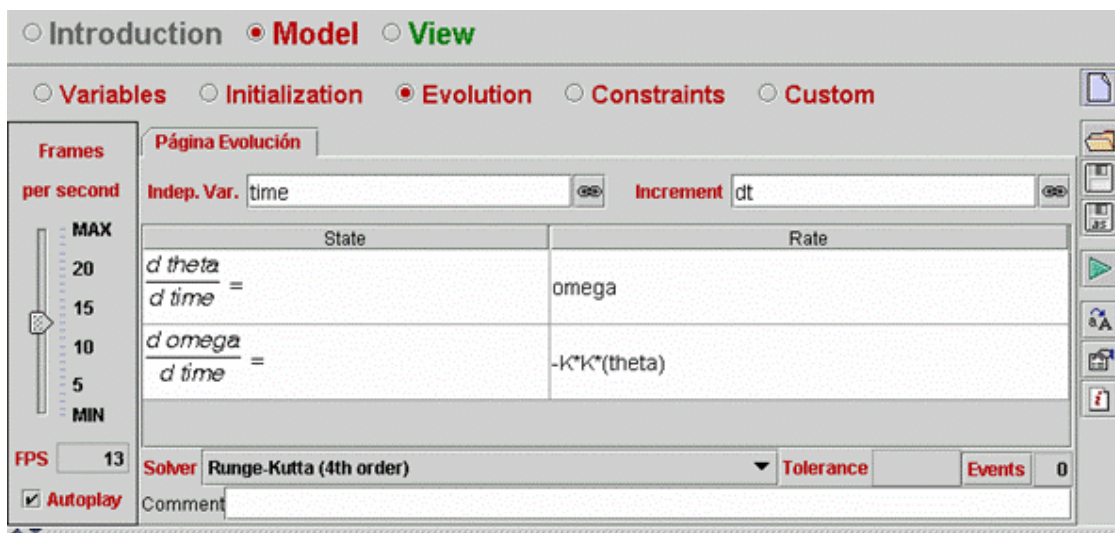 Introduction Model View
Variables Initialization Evolution Constraints Custom
Frames
per second
MAX
20
15
10
5
MIN
FPS 13
Autoplay
Página Evolución
Indep. Var. time Increment dt
State Rate
d theta
d time
=
omega
d omega
d time
=
-K*K*(theta)
Solver Runge-Kutta (4th order) Tolerance Events 0
Comment
as
a A
i